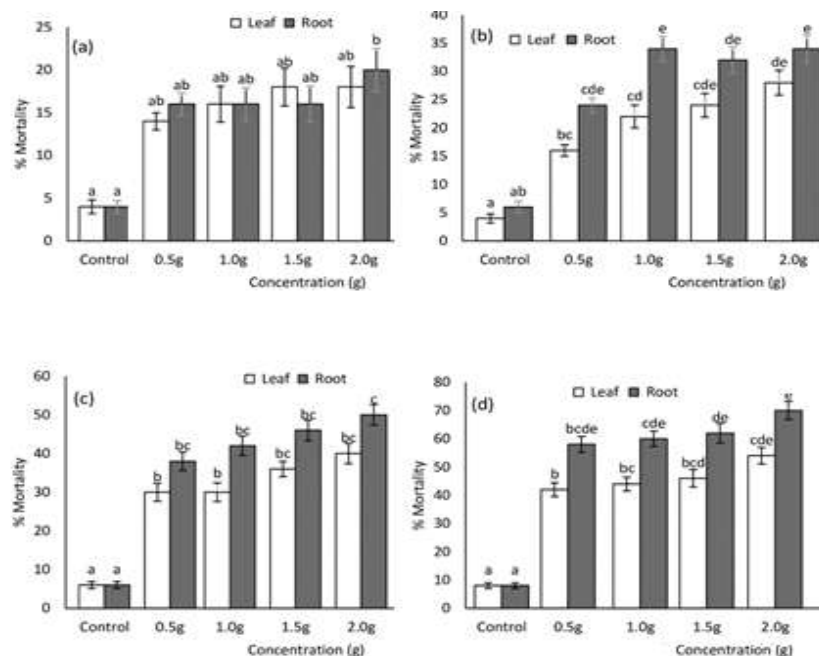 (a)
Leaf Root
% Mortality
25
20
15
10
5
0
a a ab ab ab ab ab ab ab b
Control 0.5g 1.0g 1.5g 2.0g
Concentration (g)
(b)
Leaf Root
% Mortality
40
35
30
25
20
15
10
5
0
a ab bc cde cd e de de de e
Control 0.5g 1.0g 1.5g 2.0g
Concentration (g)
(c)
Leaf Root
% Mortality
60
50
40
30
20
10
0
a a b bc b bc bc bc bc c
Control 0.5g 1.0g 1.5g 2.0g
Concentration (g)
(d)
Leaf Root
% Mortality
80
70
60
50
40
30
20
10
0
a a b bcde bc cde bcd de cde e
Control 0.5g 1.0g 1.5g 2.0g
Concentration (g)